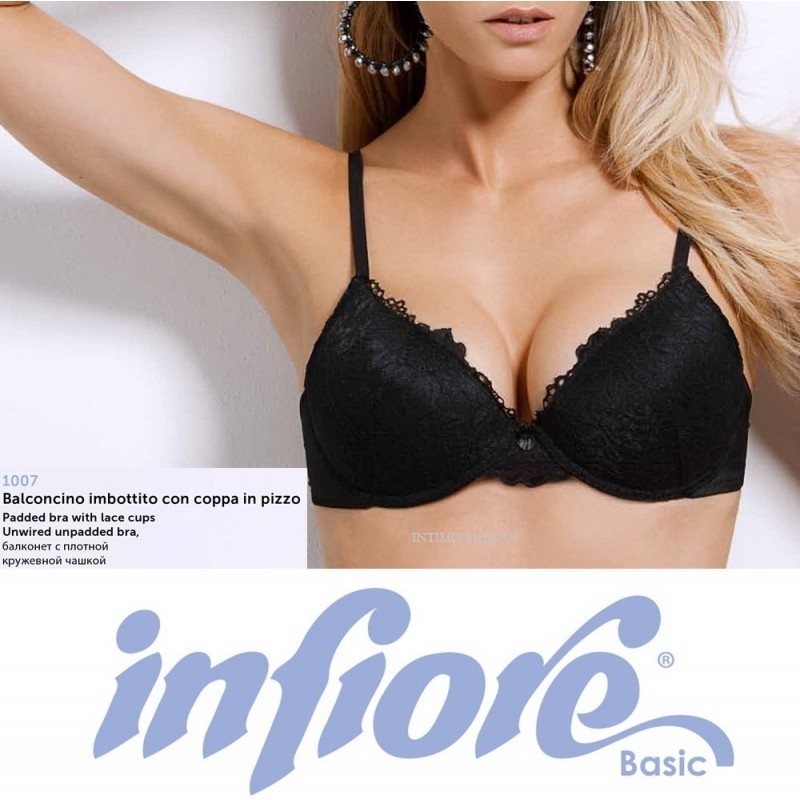 1007
Balconcino imbottito con coppa in pizzo
Padded bra with lace cups
Unwired unpadded bra,
балконет с плотной
кружевной чашкой
INTIMO
infiore®
Basic